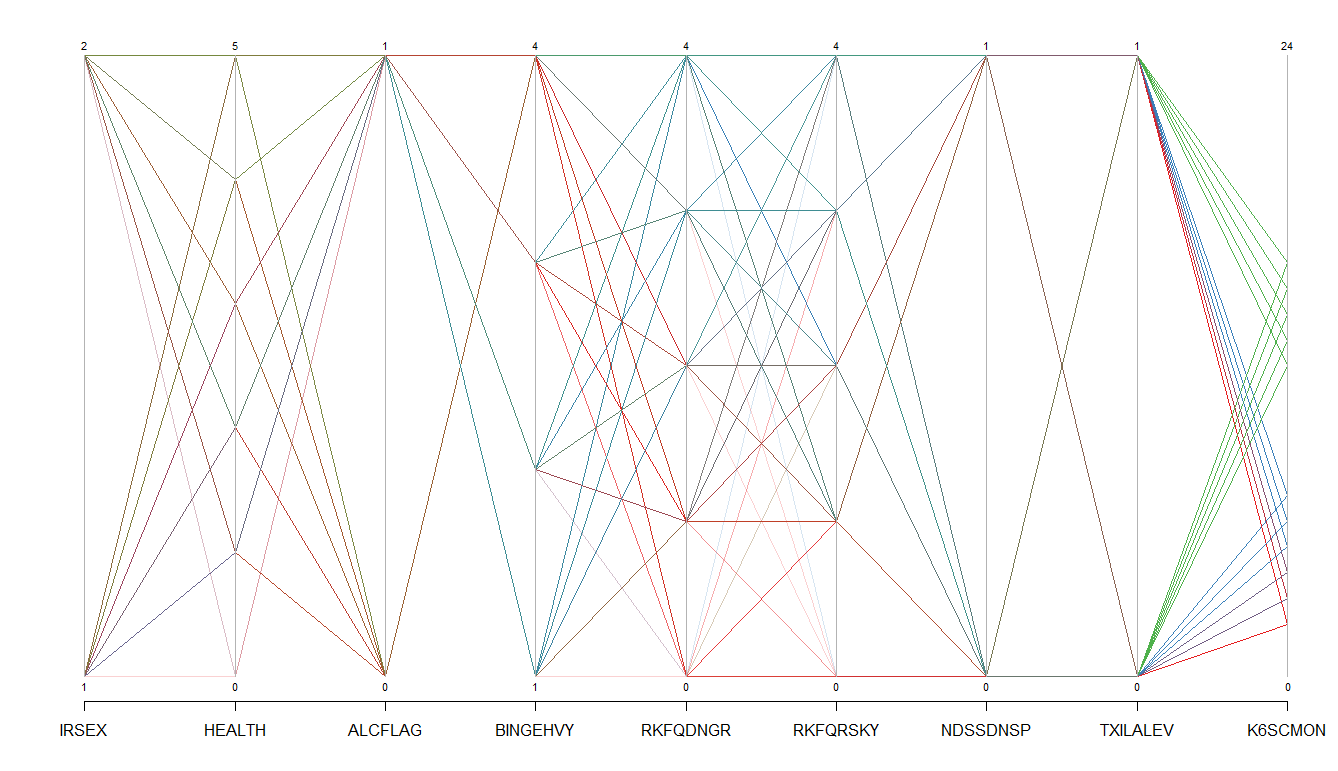 2 5 1 4 4 4 1 1 24
1 0 0 1 0 0 0 0 0
IRSEX HEALTH ALCFLAG BINGEHVY RKFQDNGR RKFQRSKY NDSSDNSP TXILALEV K6SCMON